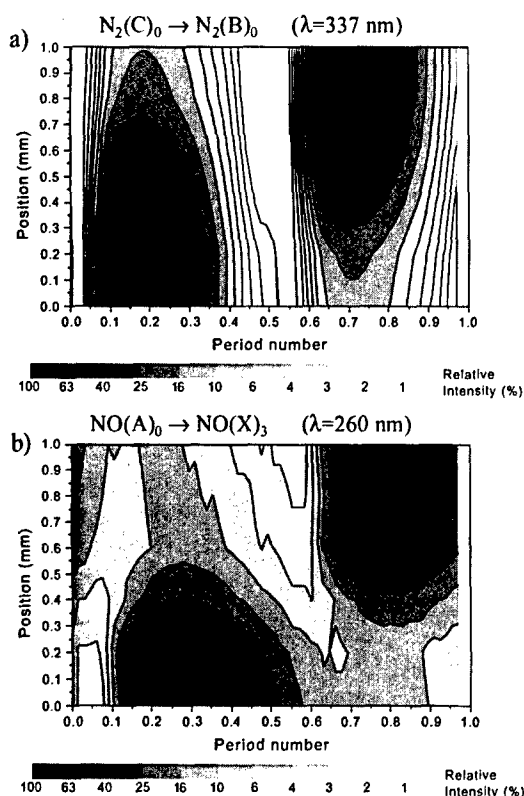 a) N₂(C)₀ → N₂(B)₀ (λ=337 nm)
Position (mm)
1.0
0.9
0.8
0.7
0.6
0.5
0.4
0.3
0.2
0.1
0.0
0.0 0.1 0.2 0.3 0.4 0.5 0.6 0.7 0.8 0.9 1.0
Period number
100 63 40 25 16 10 6 4 3 2 1
Relative
Intensity (%)
b) NO(A)₀ → NO(X)₃ (λ=260 nm)
Position (mm)
1.0
0.9
0.8
0.7
0.6
0.5
0.4
0.3
0.2
0.1
0.0
0.0 0.1 0.2 0.3 0.4 0.5 0.6 0.7 0.8 0.9 1.0
Period number
100 63 40 25 16 10 6 4 3 2 1
Relative
Intensity (%)